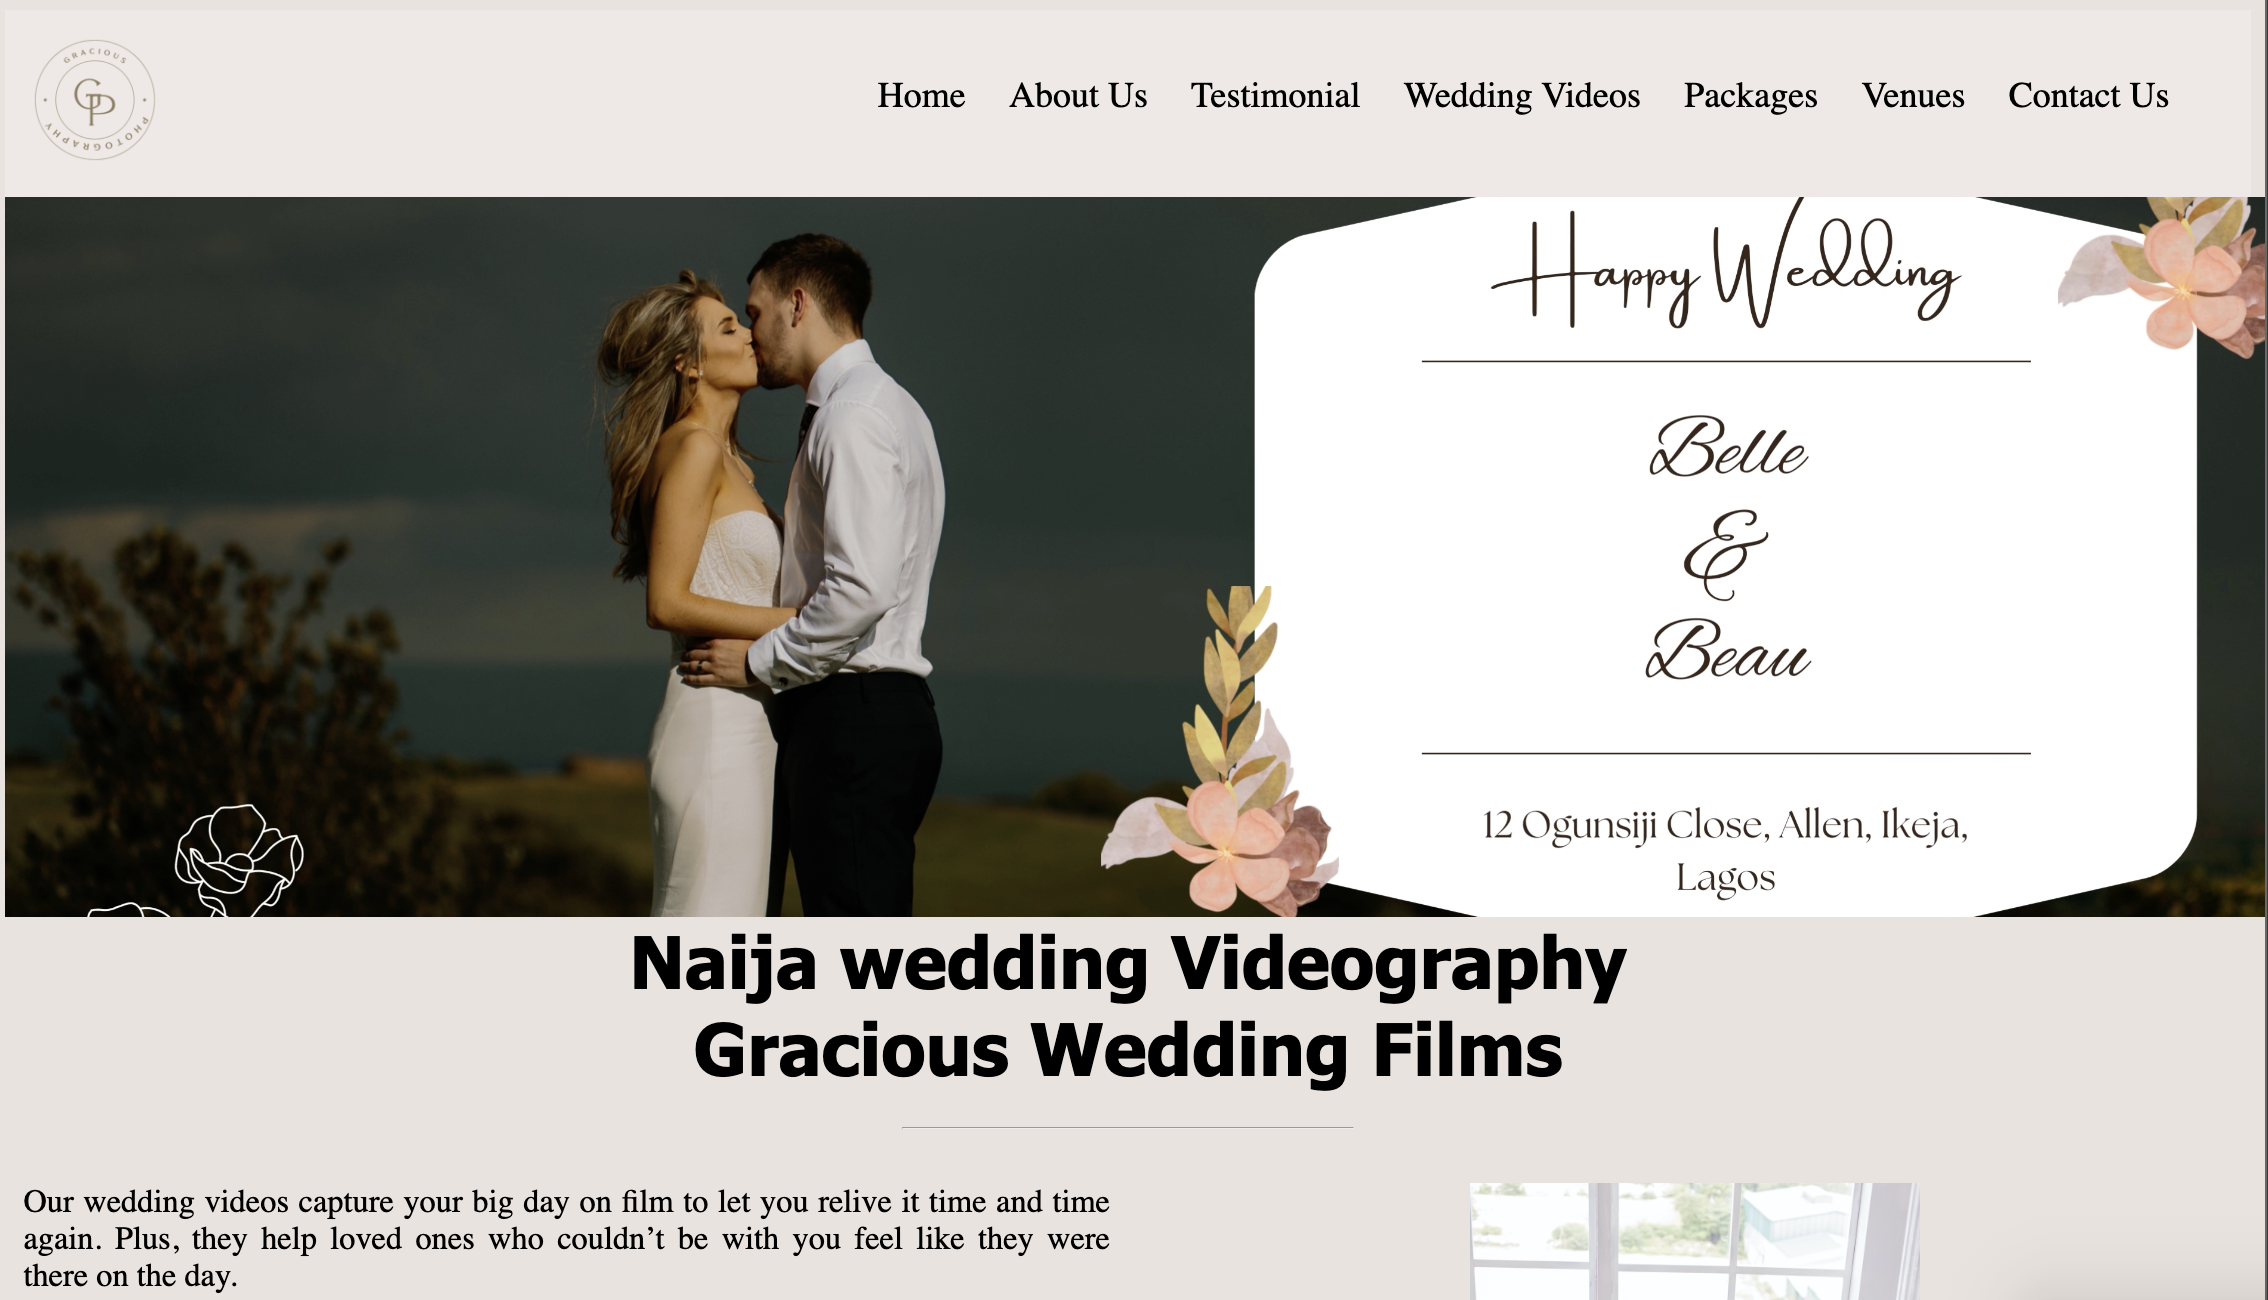 GRACIOUS
GP
PHOTOGRAPHY
Home About Us Testimonial Wedding Videos Packages Venues Contact Us
Happy Wedding
Belle
&
Beau
12 Ogunsiji Close, Allen, Ikeja,
Lagos
Naija wedding Videography
Gracious Wedding Films
Our wedding videos capture your big day on film to let you relive it time and time
again. Plus, they help loved ones who couldn’t be with you feel like they were
there on the day.